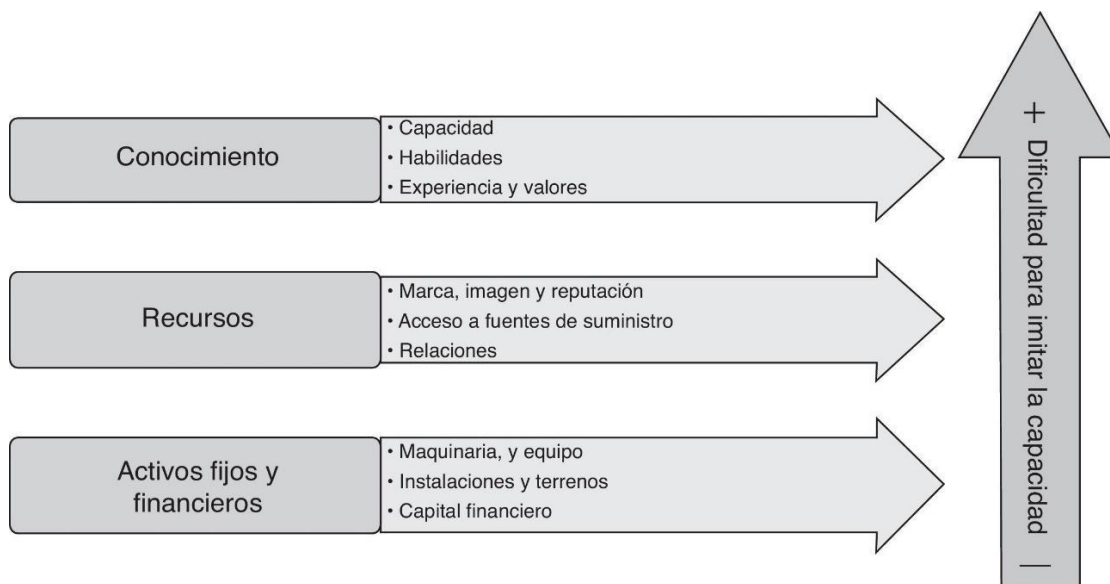 Conocimiento
• Capacidad
• Habilidades
• Experiencia y valores
Recursos
• Marca, imagen y reputación
• Acceso a fuentes de suministro
• Relaciones
Activos fijos y
financieros
• Maquinaria, y equipo
• Instalaciones y terrenos
• Capital financiero
+ Dificultad para imitar la capacidad —